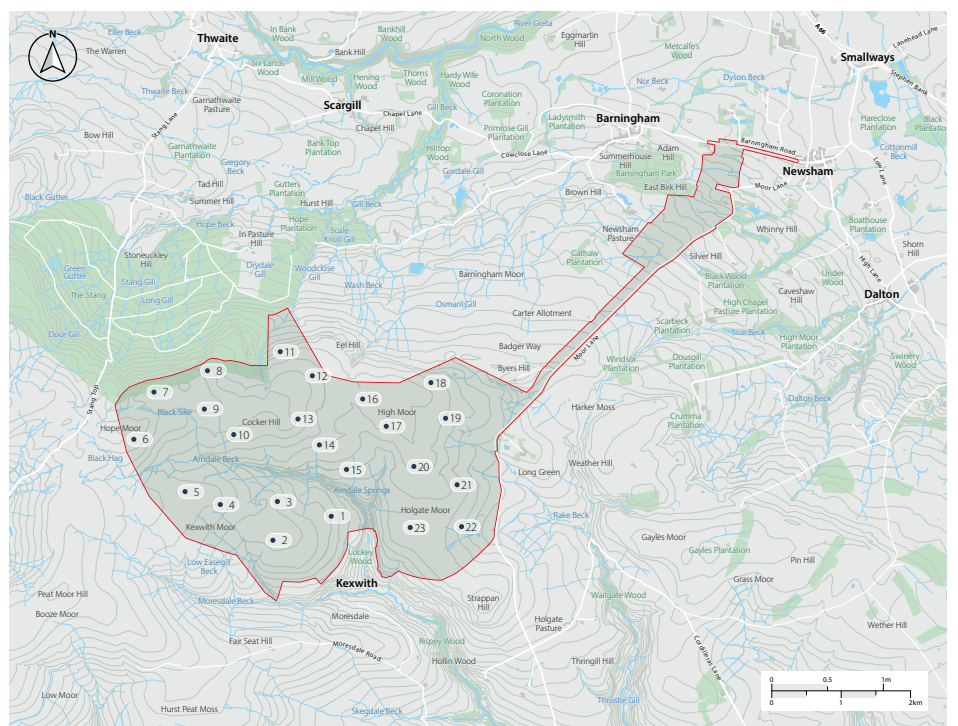 River Greta
Eller Beck
In Bank
Wood
Bankhill
Wood
Eggmartin
Hill
A66
Lanehead Lane
N
Thwaite
North Wood
The Warren
Bank Hill
Metcalfe's
Wood
Six Lands
Wood
Smallways
Mill Wood
Hening
Wood
Thorns
Wood
Hardy Wife
Wood
Nor Beck
Dyson Beck
Stephen Bank
Thwaite Beck
Garnathwaite
Pasture
Scargill
Gill Beck
Coronation
Plantation
Chapel Lane
Ladysmith
Plantation
Barningham
Hareclose
Plantation
Black
Plantation
Stang Lane
Bow Hill
Chapel Hill
Primrose Gill
Plantation
Garnathwaite
Plantation
Bank Top
Plantation
Hilltop
Wood
Cowclose Lane
Adam
Hill
Barningham Road
Cottonmill
Beck
Summerhouse
Hill
Gregory
Beck
Gordale Gill
Barningham Park
Newsham
Lee Lane
Black Gutter
Tad Hill
Gutters
Plantation
Brown Hill
East Birk Hill
Moor Lane
Summer Hill
Hurst Hill
Gill Beck
Hope Beck
Hope
Plantation
Scale
Knoll Gill
In Pasture
Hill
Newsham
Pasture
Whinny Hill
Boathouse
Plantation
Stoneuckley
Hill
Shorn
Hill
Green
Gutter
Drydale
Gill
Woodclose
Gill
Cathaw
Plantation
Silver Hill
High Lane
Stang Gill
Wash Beck
Barningham Moor
Black Wood
Plantation
Under
Wood
The Stang
Long Gill
Caveshaw
Hill
Dalton
Osmaril Gill
High Chapel
Pasture Plantation
Carter Allotment
Door Gill
Scarbeck
Plantation
Scar Beck
High Moor
Plantation
Eel Hill
Badger Way
Moor Lane
11
Windsor
Plantation
Dousgill
Plantation
Swinery
Wood
8
12
Byers Hill
18
7
Stang Top
16
Dalton Beck
Black Sike
9
Harker Moss
High Moor
13
19
Crumma
Plantation
Hope Moor
Cocker Hill
17
6
10
14
Black Hag
Arndale Beck
15
20
Weather Hill
Long Green
5
Arndale Springs
21
4
3
Holgate Moor
1
Rake Beck
Kexwith Moor
23
22
2
Gayles Moor
Gayles Plantation
Lockey
Wood
Pin Hill
Low Easegill
Beck
Kexwith
Grass Moor
Peat Moor Hill
Moresdale Beck
Waitgate Wood
Strappan
Hill
Booze Moor
Moresdale
Holgate
Pasture
Wether Hill
Fair Seat Hill
Moresdale Road
Rispey Wood
Cordilleras Lane
Hollin Wood
Thringill Hill
Low Moor
0 0.5 1m
Throstle Gill
0 1 2km
Hurst Peat Moss
Skegdale Beck